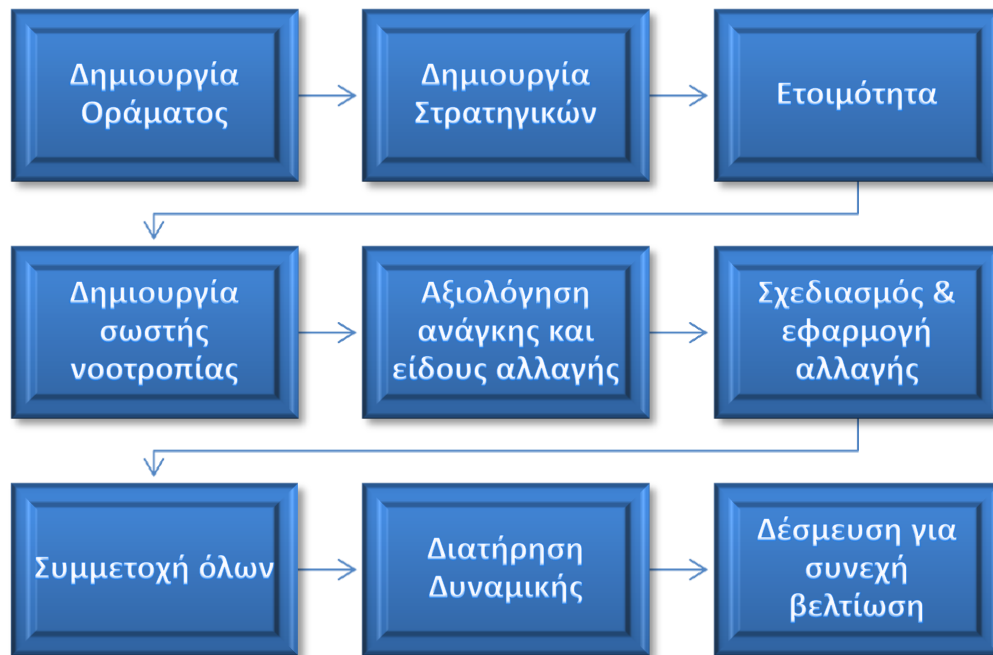 Δημιουργία
Οράματος
Δημιουργία
Στρατηγικών
Ετοιμότητα
Δημιουργία
σωστής
νοοτροπίας
Αξιολόγηση
ανάγκης και
είδους αλλαγής
Σχεδιασμός &
εφαρμογή
αλλαγής
Συμμετοχή όλων
Διατήρηση
Δυναμικής
Δέσμευση για
συνεχή
βελτίωση